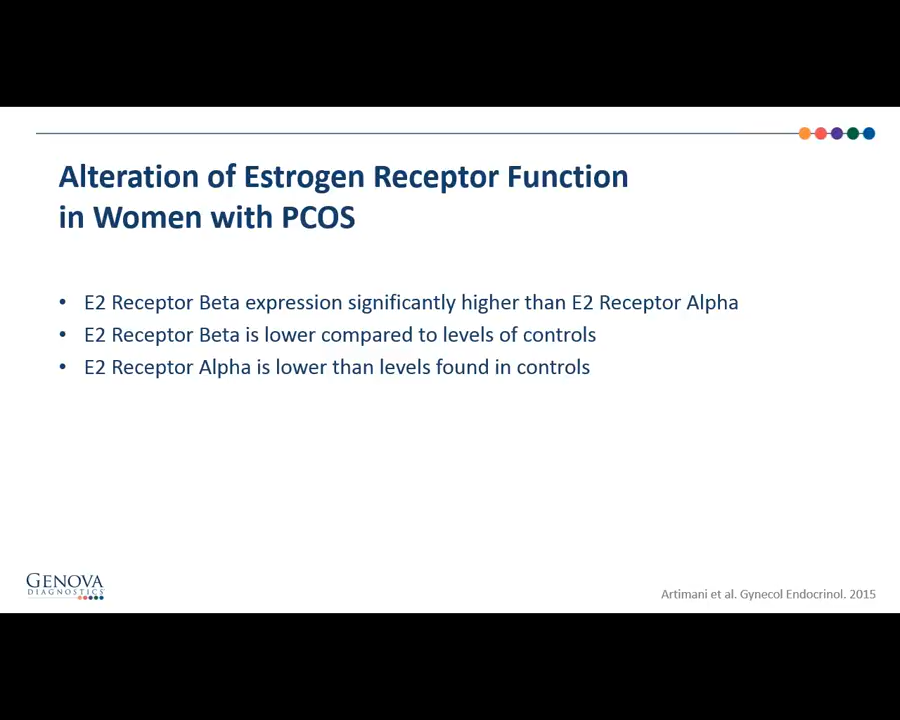 Alteration of Estrogen Receptor Function
in Women with PCOS
• E2 Receptor Beta expression significantly higher than E2 Receptor Alpha
• E2 Receptor Beta is lower compared to levels of controls
• E2 Receptor Alpha is lower than levels found in controls
GENOVA
DIAGNOSTICS
Artimani et al. Gynecol Endocrinol. 2015